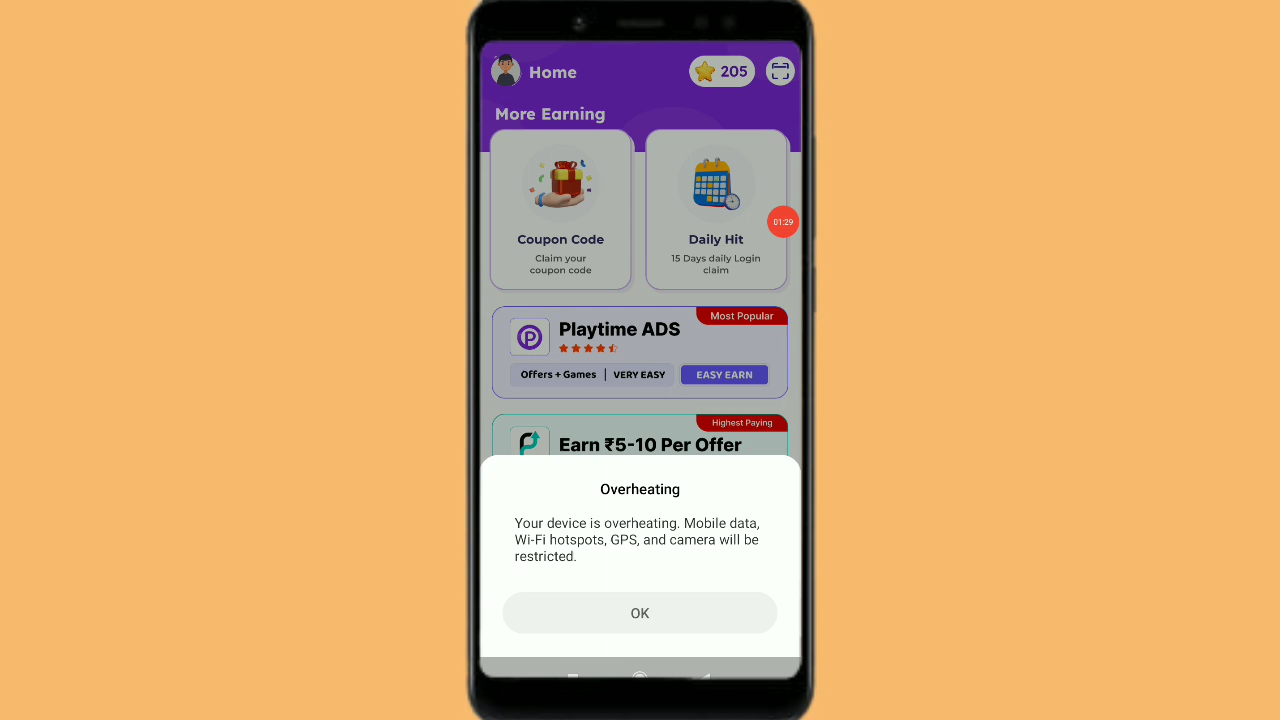 Home
205
More Earning
Coupon Code
Claim your
coupon code
Daily Hit
15 Days daily Login
claim
01:29
Most Popular
Playtime ADS
Offers + Games | VERY EASY
EASY EARN
Highest Paying
Earn ₹5-10 Per Offer
Overheating
Your device is overheating. Mobile data,
Wi-Fi hotspots, GPS, and camera will be
restricted.
OK